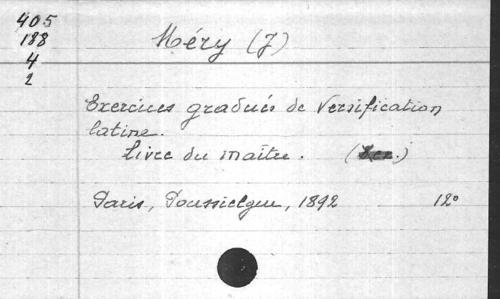 405
188
4
2
Méry (J)
Exercices gradués de Versification
latine.
Livre du maître. ( )
Paris, Poussielgue, 1892 12°